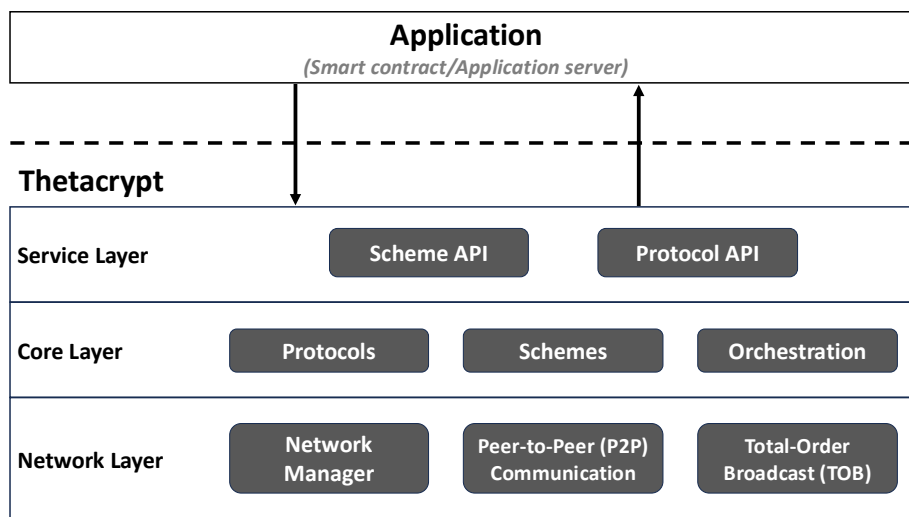 Application
(Smart contract/Application server)
Thetacrypt
Service Layer
Scheme API
Protocol API
Core Layer
Protocols
Schemes
Orchestration
Network Layer
Network
Manager
Peer-to-Peer (P2P)
Communication
Total-Order
Broadcast (TOB)